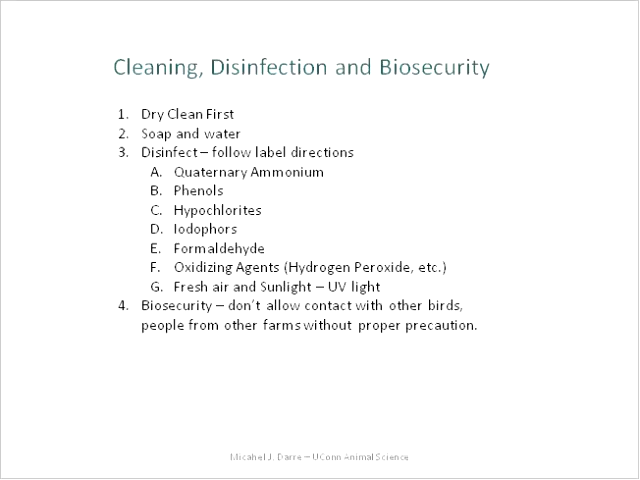 Cleaning, Disinfection and Biosecurity
1. Dry Clean First
2. Soap and water
3. Disinfect – follow label directions
A. Quaternary Ammonium
B. Phenols
C. Hypochlorites
D. Iodophors
E. Formaldehyde
F. Oxidizing Agents (Hydrogen Peroxide, etc.)
G. Fresh air and Sunlight – UV light
4. Biosecurity – don't allow contact with other birds,
people from other farms without proper precaution.
Micahel J. Darre – UConn Animal Science